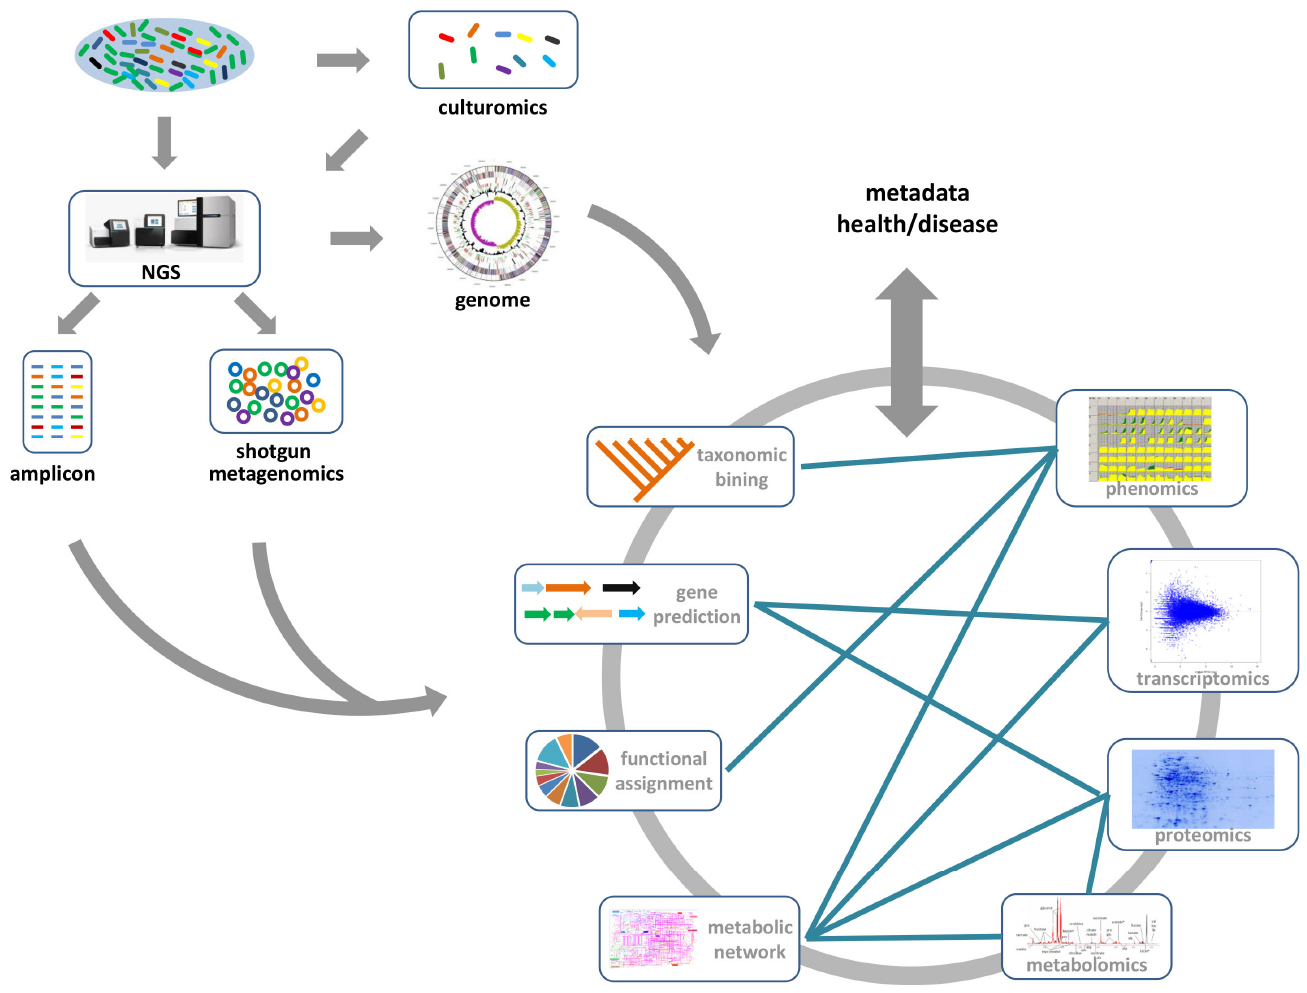 culturomics
NGS
genome
metadata
health/disease
amplicon
shotgun
metagenomics
taxonomic
bining
phenomics
gene
prediction
transcriptomics
functional
assignment
proteomics
metabolic
network
metabolomics